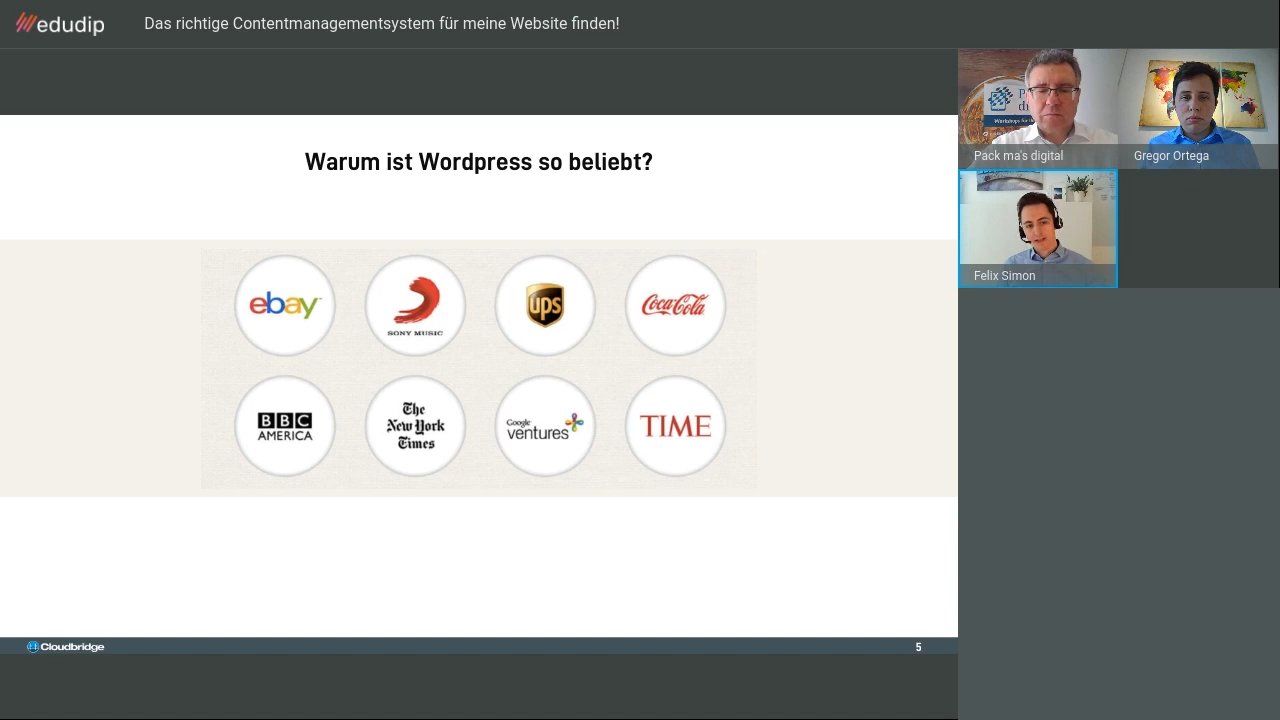 edudip
Das richtige Contentmanagementsystem für meine Website finden!
Warum ist Wordpress so beliebt?
ebay
SONY MUSIC
ups
Coca-Cola
BBC
AMERICA
The
New York
Times
Google
ventures
TIME
Cloudbridge
5
Pack ma's digital
Gregor Ortega
Felix Simon